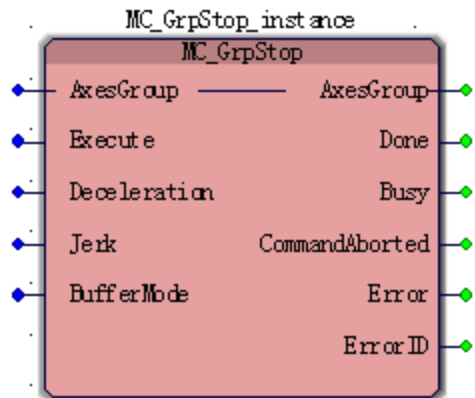 MC_GrpStop_instance
MC_GrpStop
AxesGroup AxesGroup
Execute Done
Deceleration Busy
Jerk CommandAborted
BufferMode Error
ErrorID